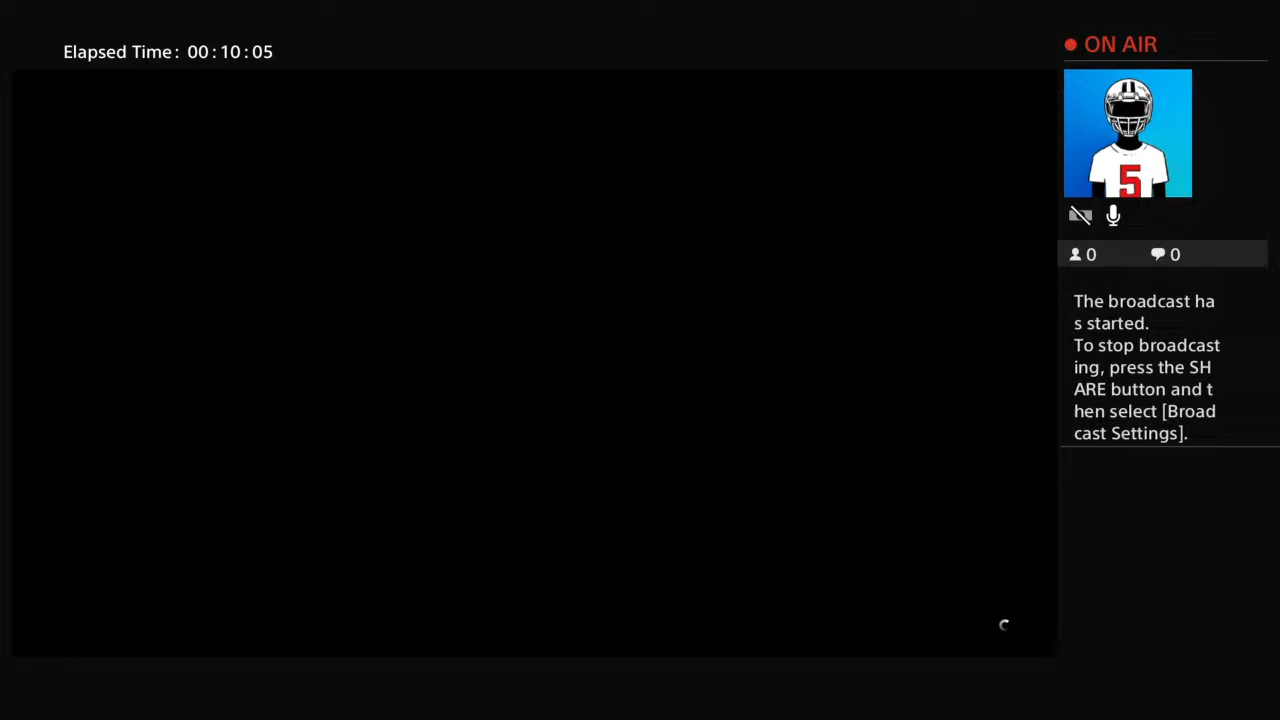 Elapsed Time: 00:10:05
ON AIR
5
0 0
The broadcast ha
s started.
To stop broadcast
ing, press the SH
ARE button and t
hen select [Broad
cast Settings].